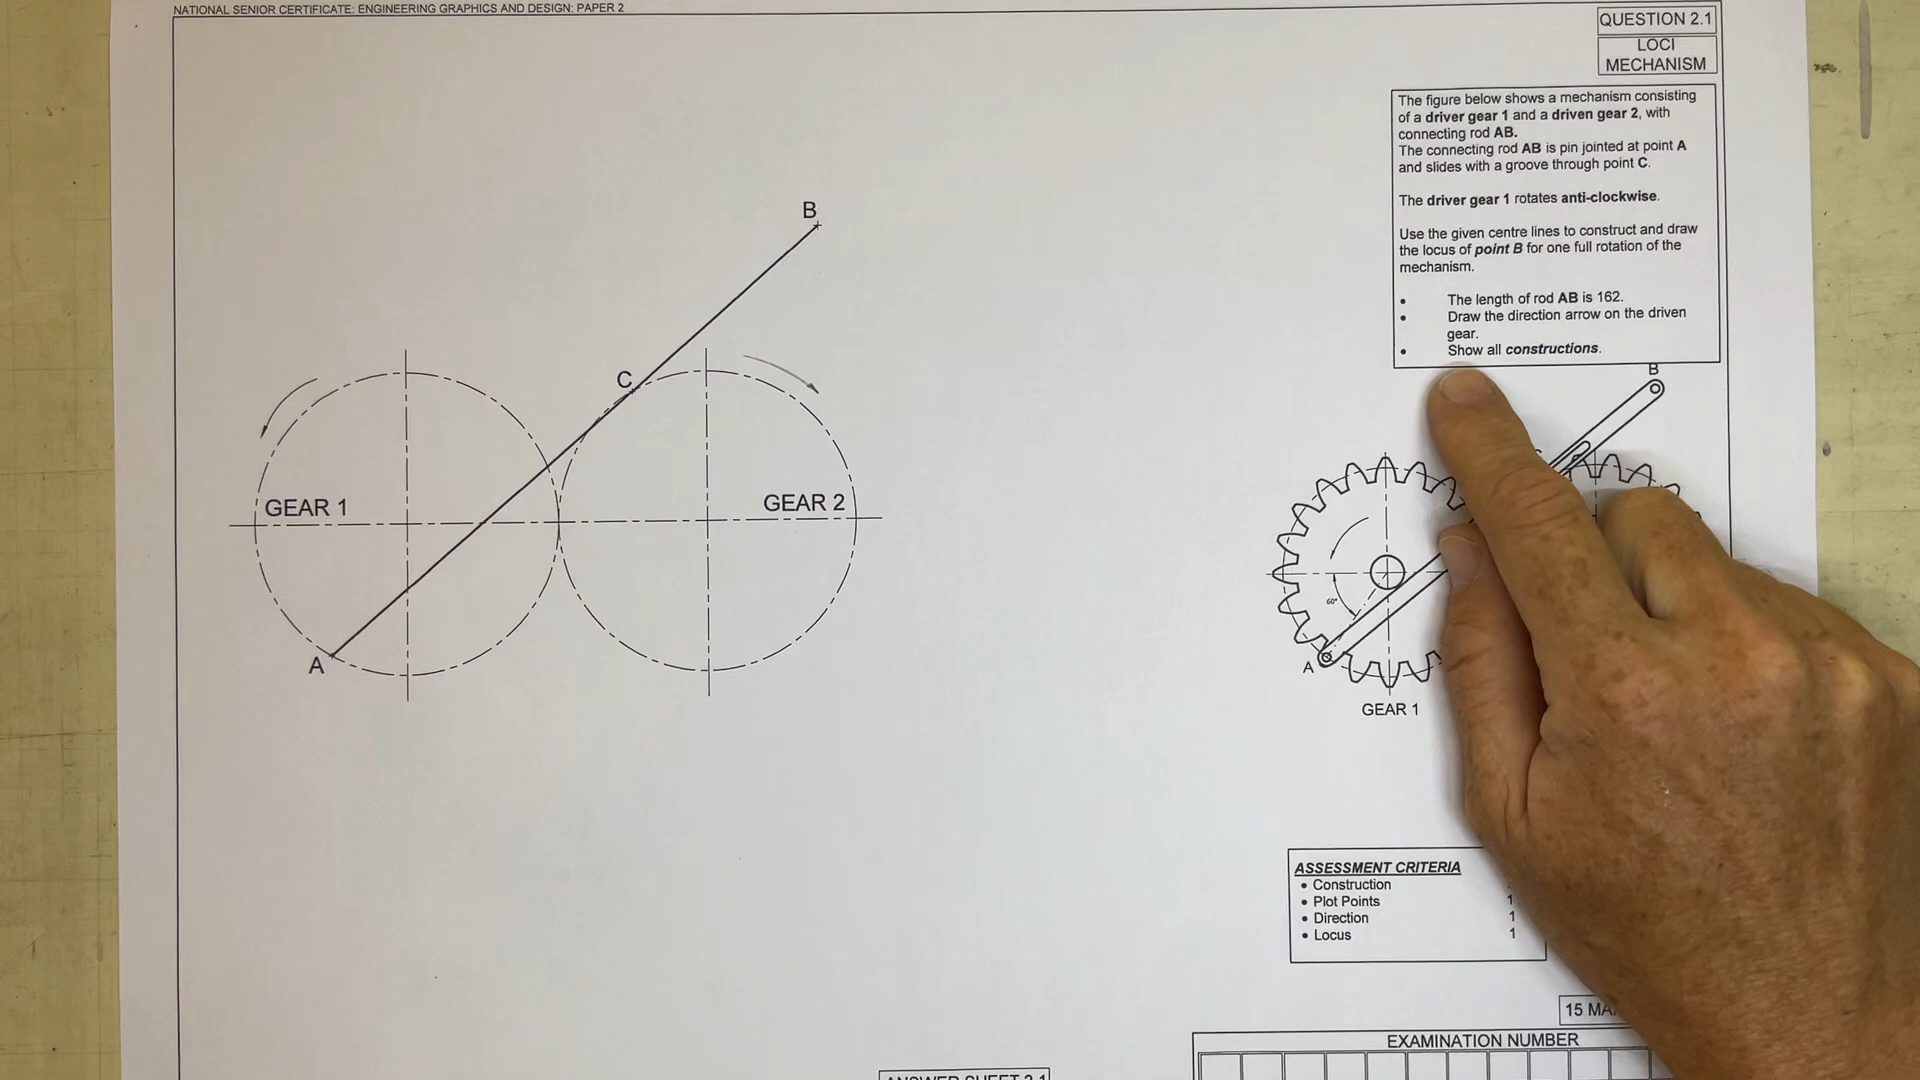 NATIONAL SENIOR CERTIFICATE: ENGINEERING GRAPHICS AND DESIGN: PAPER 2
QUESTION 2.1
LOCI
MECHANISM
The figure below shows a mechanism consisting
of a driver gear 1 and a driven gear 2, with
connecting rod AB.
The connecting rod AB is pin jointed at point A
and slides with a groove through point C.
The driver gear 1 rotates anti-clockwise.
Use the given centre lines to construct and draw
the locus of point B for one full rotation of the
mechanism.
• The length of rod AB is 162.
• Draw the direction arrow on the driven
gear.
• Show all constructions.
B
C
GEAR 1
GEAR 2
A
B
60°
A
GEAR 1
ASSESSMENT CRITERIA
• Construction
• Plot Points
• Direction 1
• Locus 1
15
EXAMINATION NUMBER
ANSWER SHEET 2.1